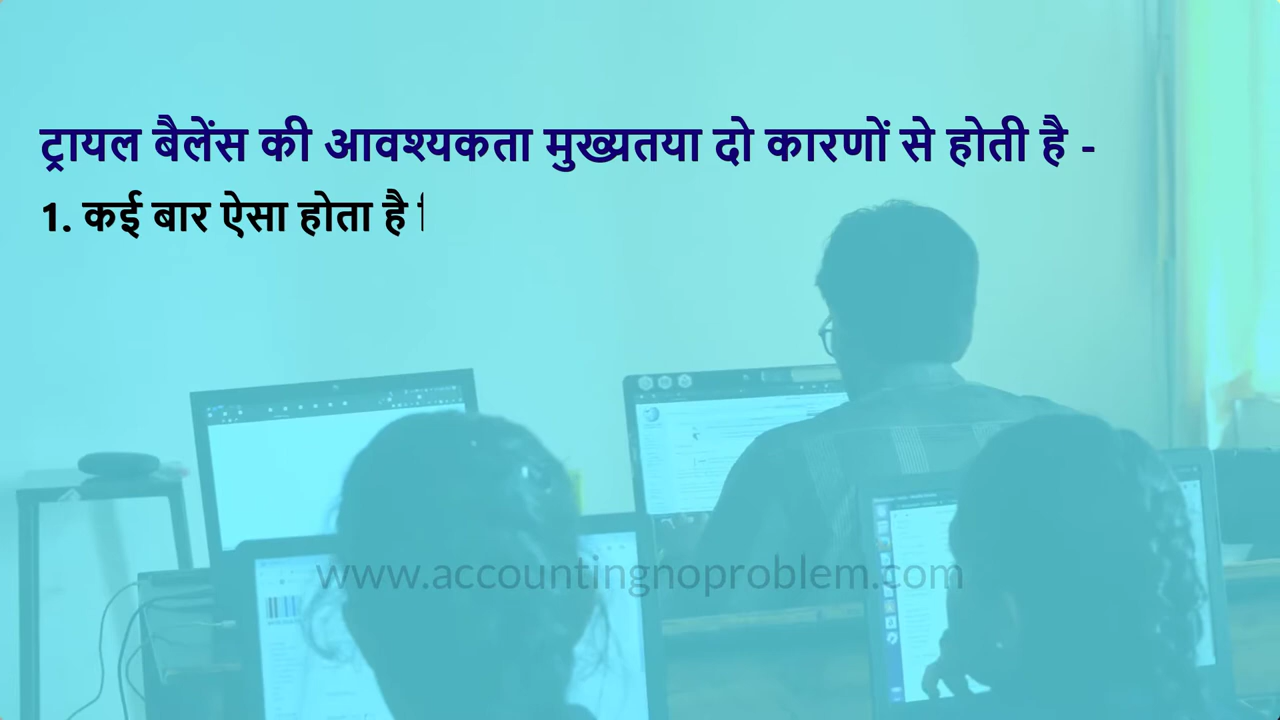 ट्रायल बैलेंस की आवश्यकता मुख्यतया दो कारणों से होती है -
1. कई बार ऐसा होता है
www.accountingnoproblem.com